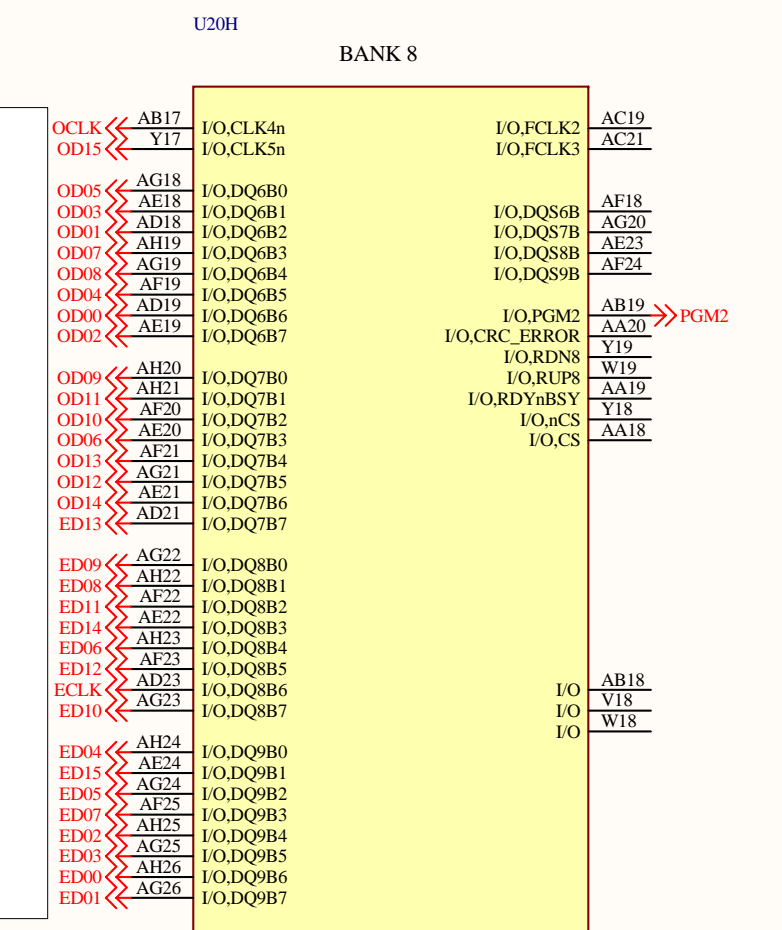 U20H
BANK 8
OCLK AB17 I/O,CLK4n I/O,FCLK2 AC19
OD15 Y17 I/O,CLK5n I/O,FCLK3 AC21
OD05 AG18 I/O,DQ6B0
OD03 AE18 I/O,DQ6B1 I/O,DQS6B AF18
OD01 AD18 I/O,DQ6B2 I/O,DQS7B AG20
OD07 AH19 I/O,DQ6B3 I/O,DQS8B AE23
OD08 AG19 I/O,DQ6B4 I/O,DQS9B AF24
OD04 AF19 I/O,DQ6B5
OD00 AD19 I/O,DQ6B6 I/O,PGM2 AB19 PGM2
OD02 AE19 I/O,DQ6B7 I/O,CRC_ERROR AA20
I/O,RDN8 Y19
OD09 AH20 I/O,DQ7B0 I/O,RUP8 W19
OD11 AH21 I/O,DQ7B1 I/O,RDYnBSY AA19
OD10 AF20 I/O,DQ7B2 I/O,nCS Y18
OD06 AE20 I/O,DQ7B3 I/O,CS AA18
OD13 AF21 I/O,DQ7B4
OD12 AG21 I/O,DQ7B5
OD14 AE21 I/O,DQ7B6
ED13 AD21 I/O,DQ7B7
ED09 AG22 I/O,DQ8B0
ED08 AH22 I/O,DQ8B1
ED11 AF22 I/O,DQ8B2
ED14 AE22 I/O,DQ8B3
ED06 AH23 I/O,DQ8B4
ED12 AF23 I/O,DQ8B5
ECLK AD23 I/O,DQ8B6 I/O AB18
ED10 AG23 I/O,DQ8B7 I/O V18
I/O W18
ED04 AH24 I/O,DQ9B0
ED15 AE24 I/O,DQ9B1
ED05 AG24 I/O,DQ9B2
ED07 AF25 I/O,DQ9B3
ED02 AH25 I/O,DQ9B4
ED03 AG25 I/O,DQ9B5
ED00 AH26 I/O,DQ9B6
ED01 AG26 I/O,DQ9B7